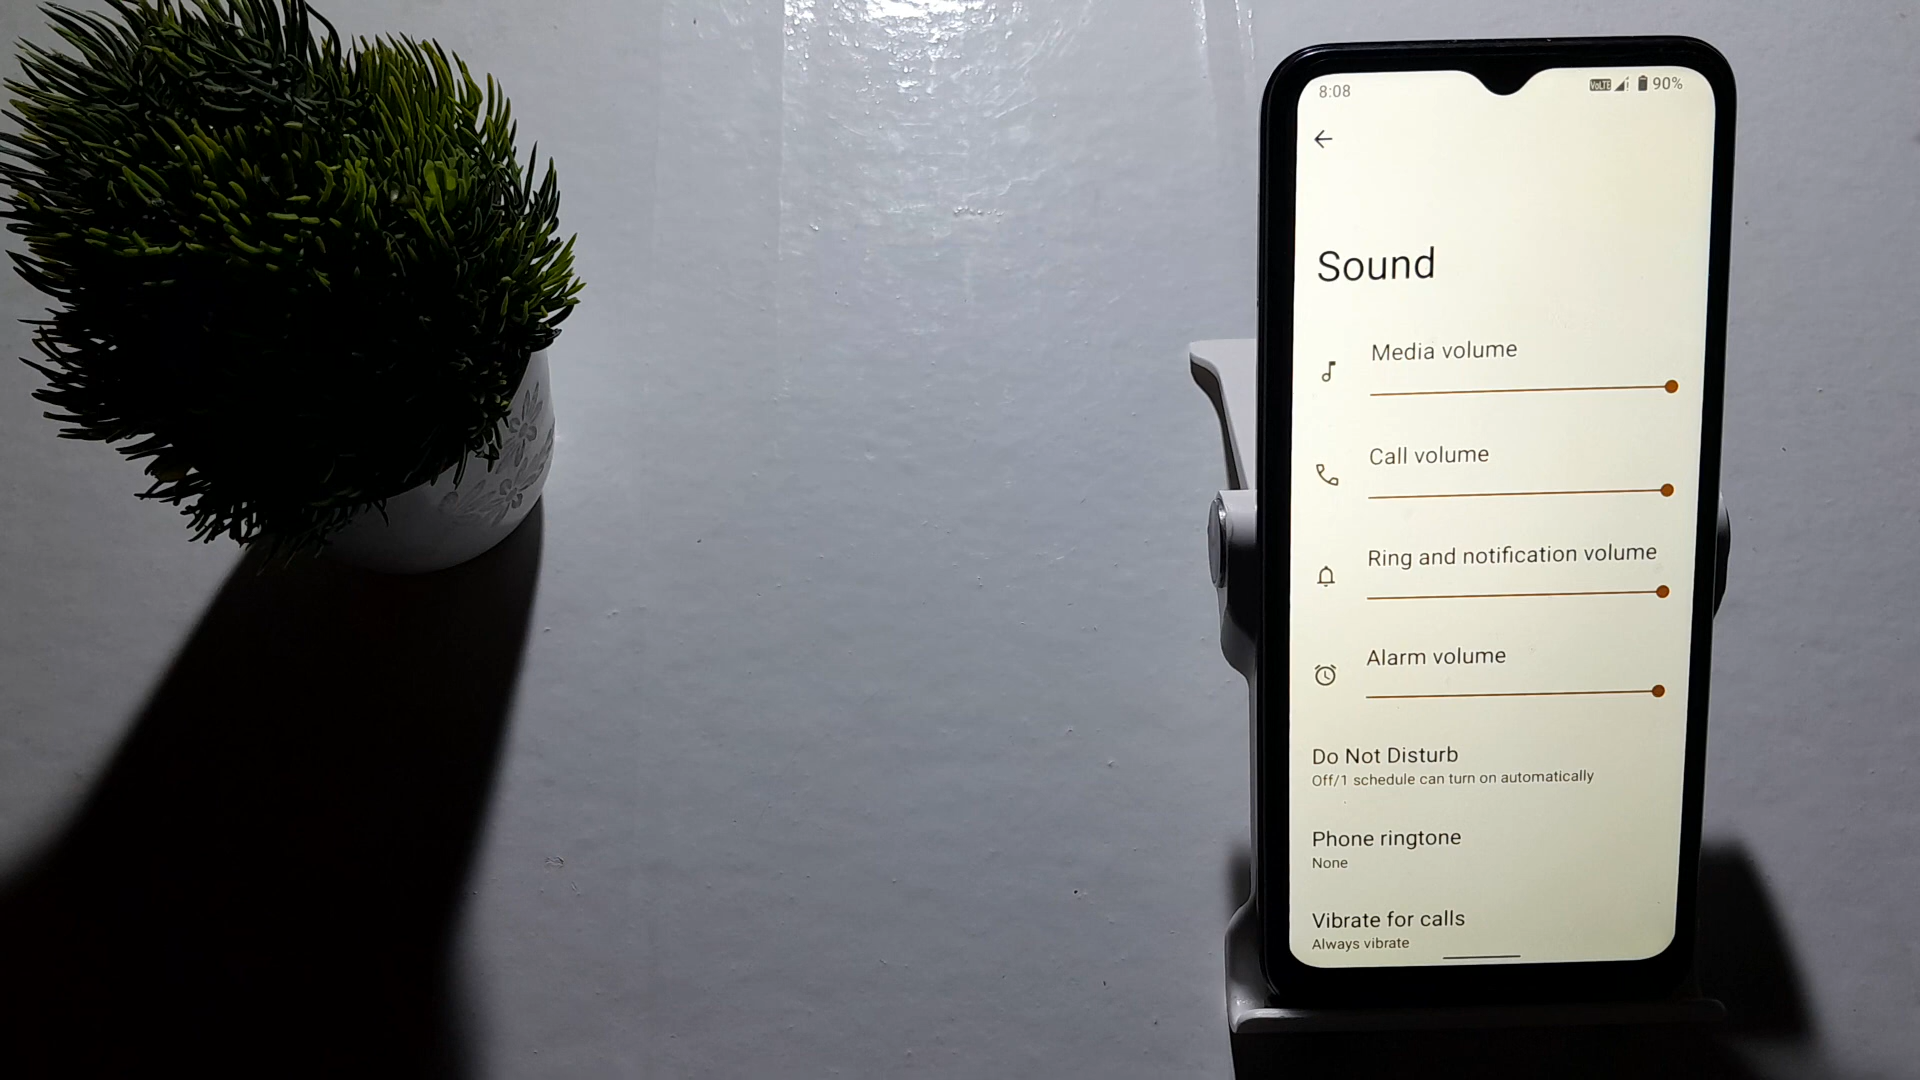 8:08 VoLTE 90%
Sound
Media volume
Call volume
Ring and notification volume
Alarm volume
Do Not Disturb
Off/1 schedule can turn on automatically
Phone ringtone
None
Vibrate for calls
Always vibrate